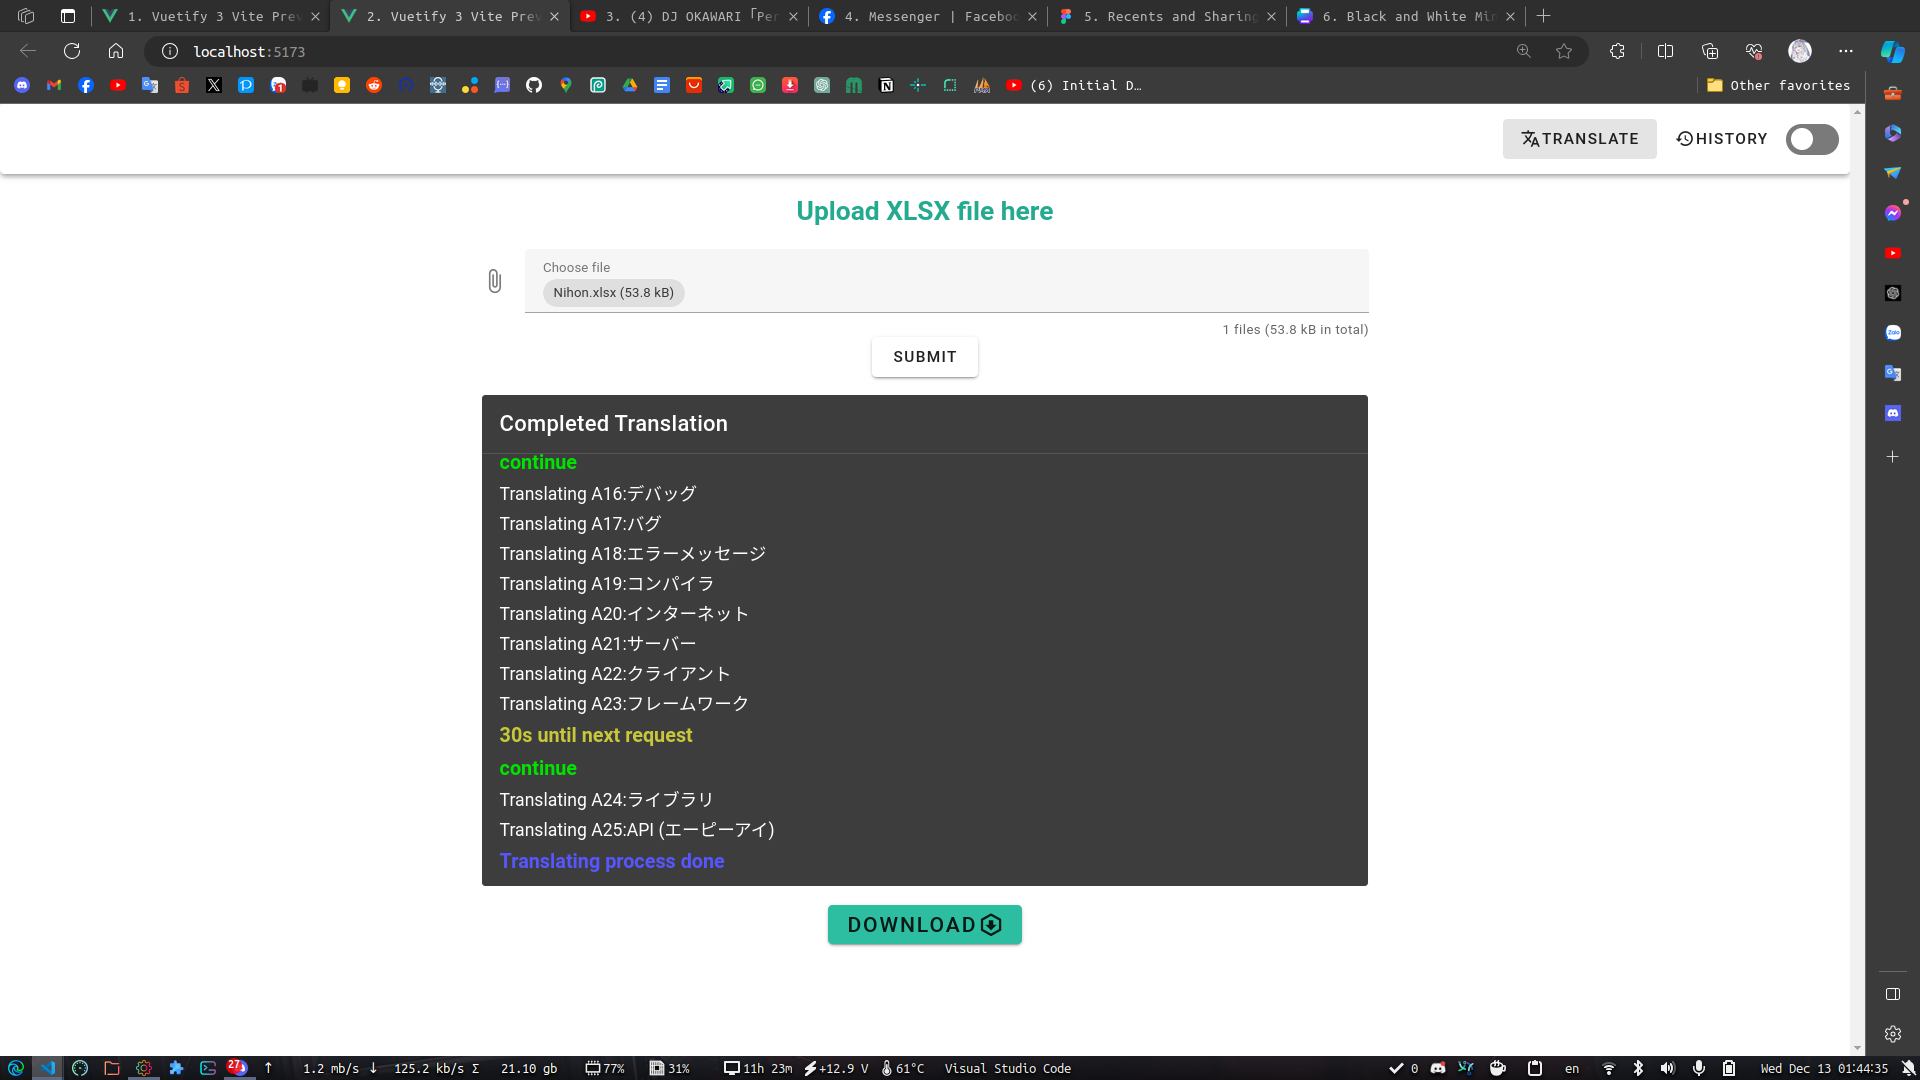 1. Vuetify 3 Vite Prev
2. Vuetify 3 Vite Prev
3. (4) DJ OKAWARI「Per
4. Messenger | Facebo
5. Recents and Sharing
6. Black and White Min
localhost:5173
(6) Initial D…
Other favorites
TRANSLATE
HISTORY
Upload XLSX file here
Choose file
Nihon.xlsx (53.8 kB)
1 files (53.8 kB in total)
SUBMIT
Completed Translation
continue
Translating A16:デバッグ
Translating A17:バグ
Translating A18:エラーメッセージ
Translating A19:コンパイラ
Translating A20:インターネット
Translating A21:サーバー
Translating A22:クライアント
Translating A23:フレームワーク
30s until next request
continue
Translating A24:ライブラリ
Translating A25:API (エーピーアイ)
Translating process done
DOWNLOAD
27 ↑ 1.2 mb/s ↓ 125.2 kb/s Σ 21.10 gb 77% 31% 11h 23m +12.9 V 61°C Visual Studio Code 0 en Wed Dec 13 01:44:35